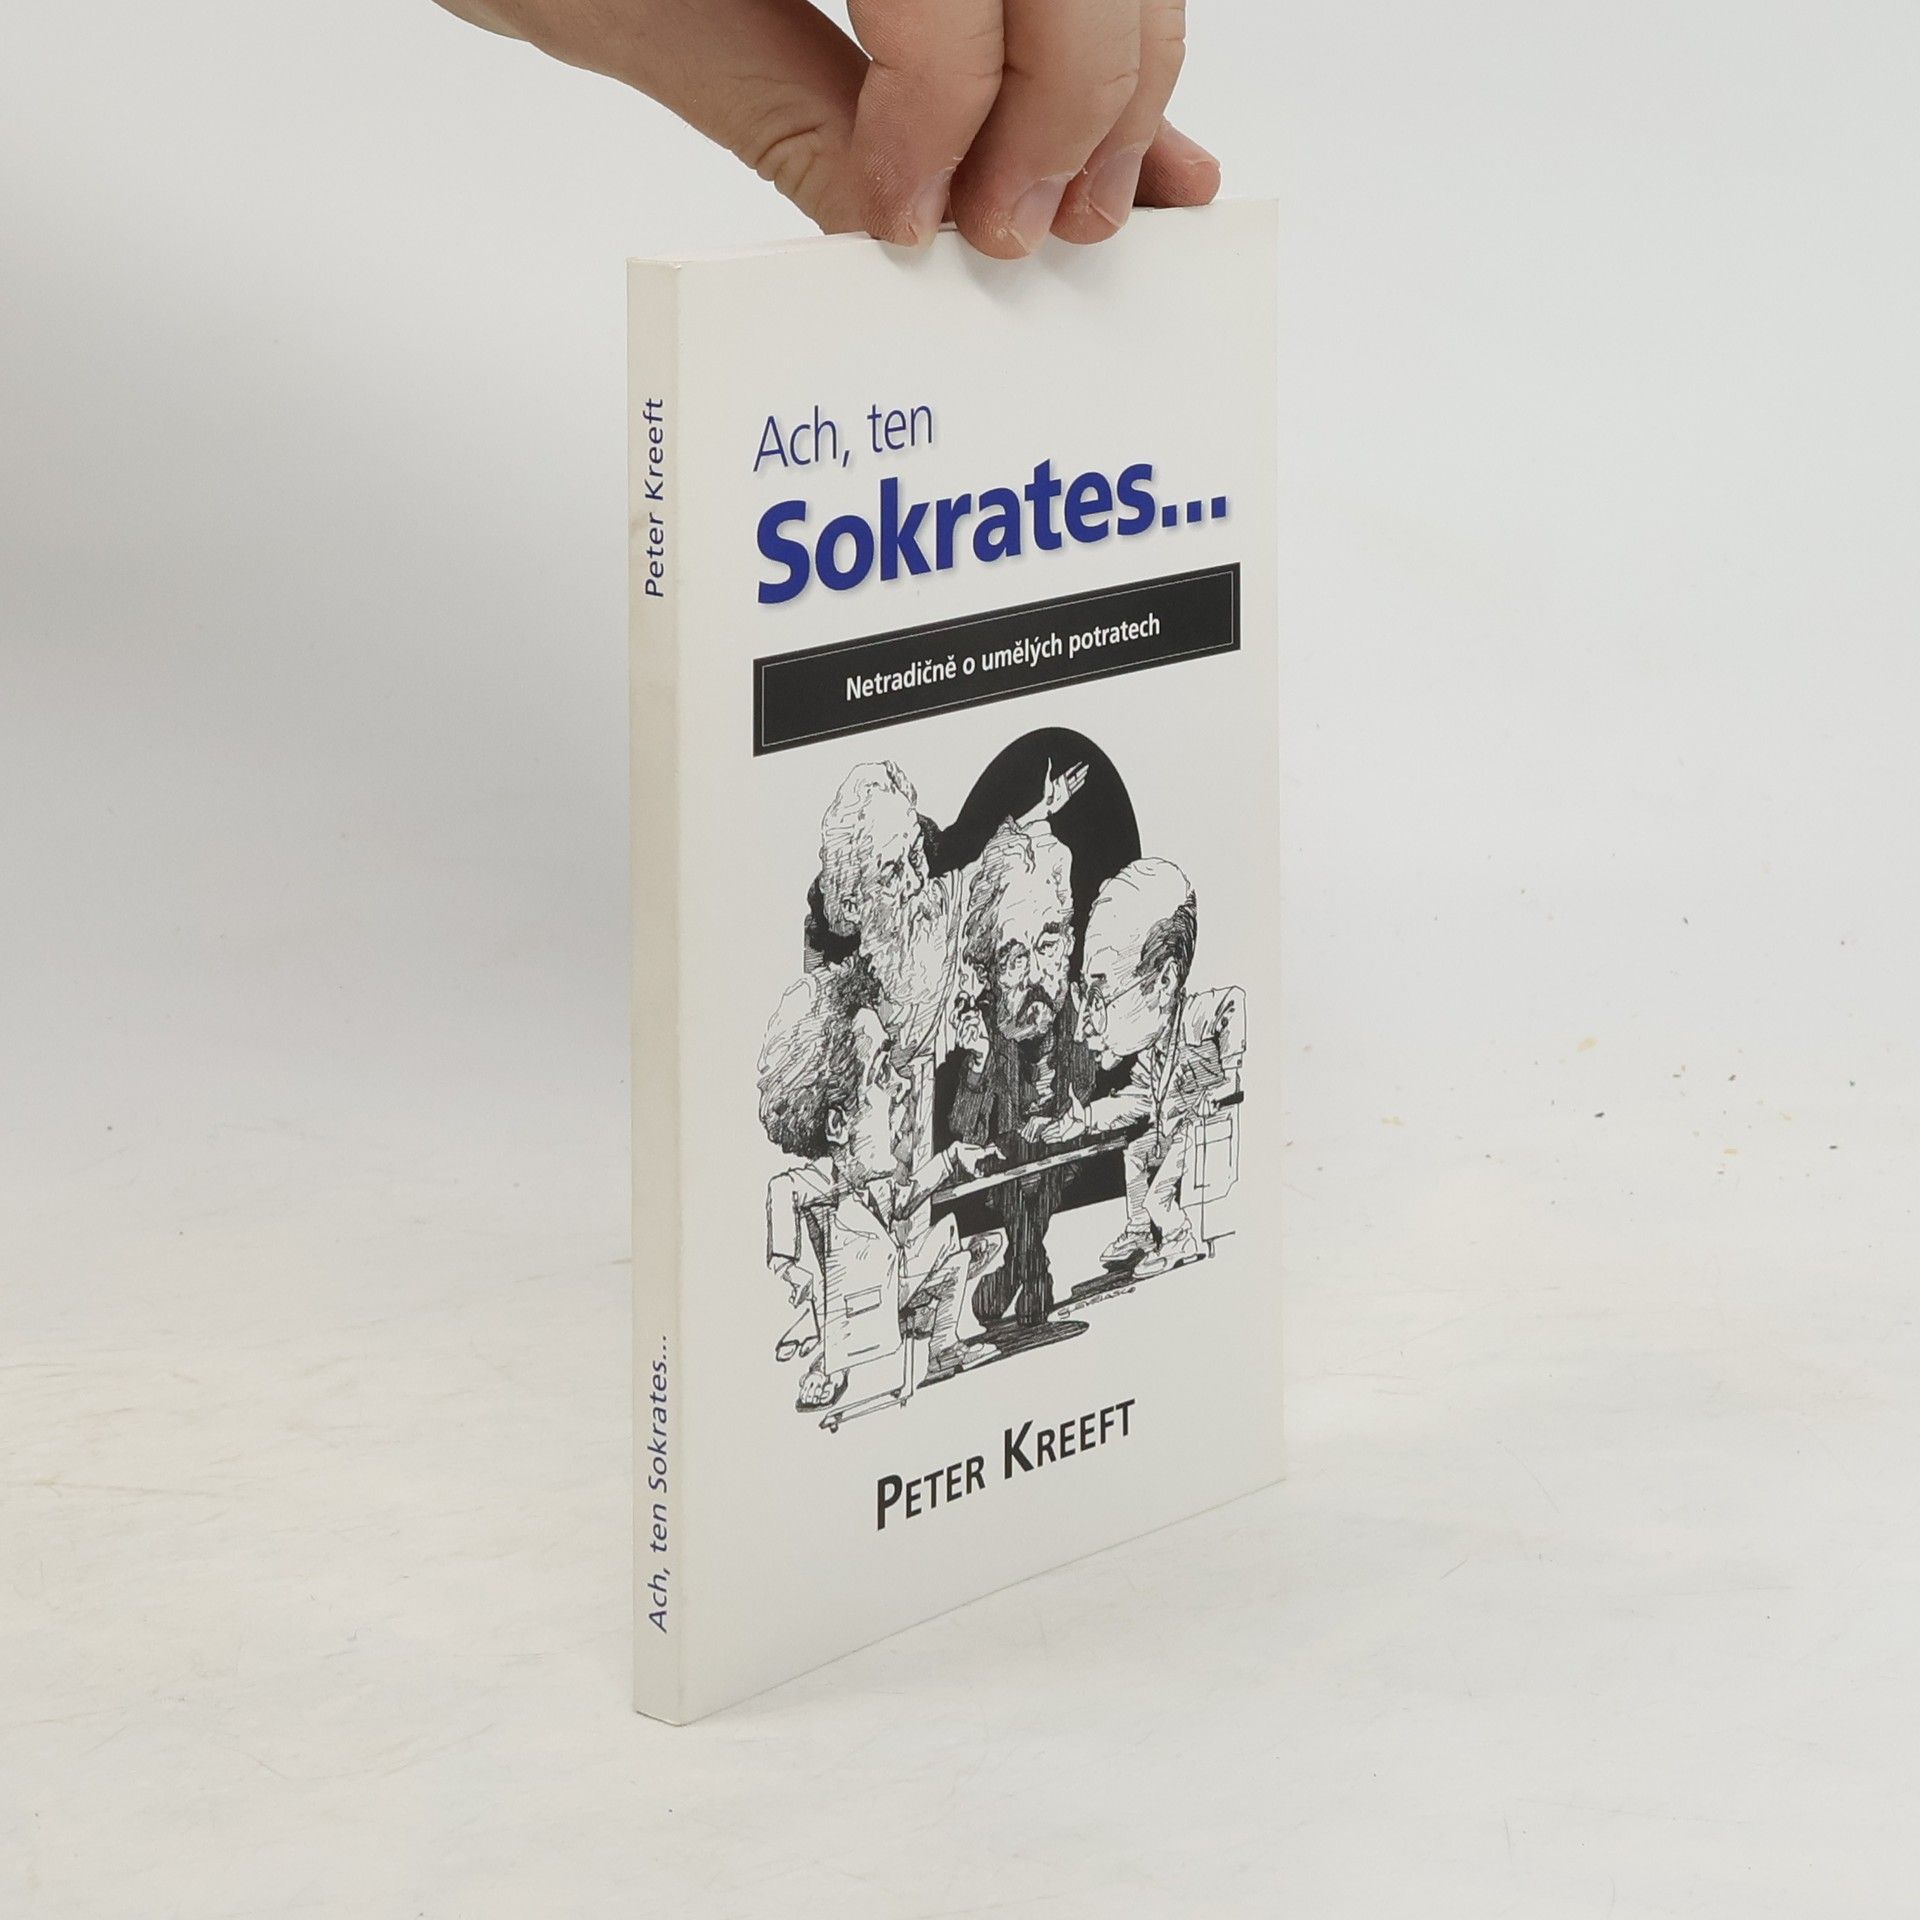 Peter Kreeft
Ach, ten Sokrates...
Ach, ten
Sokrates...
Netradičně o umělých potratech
PETER KREEFT